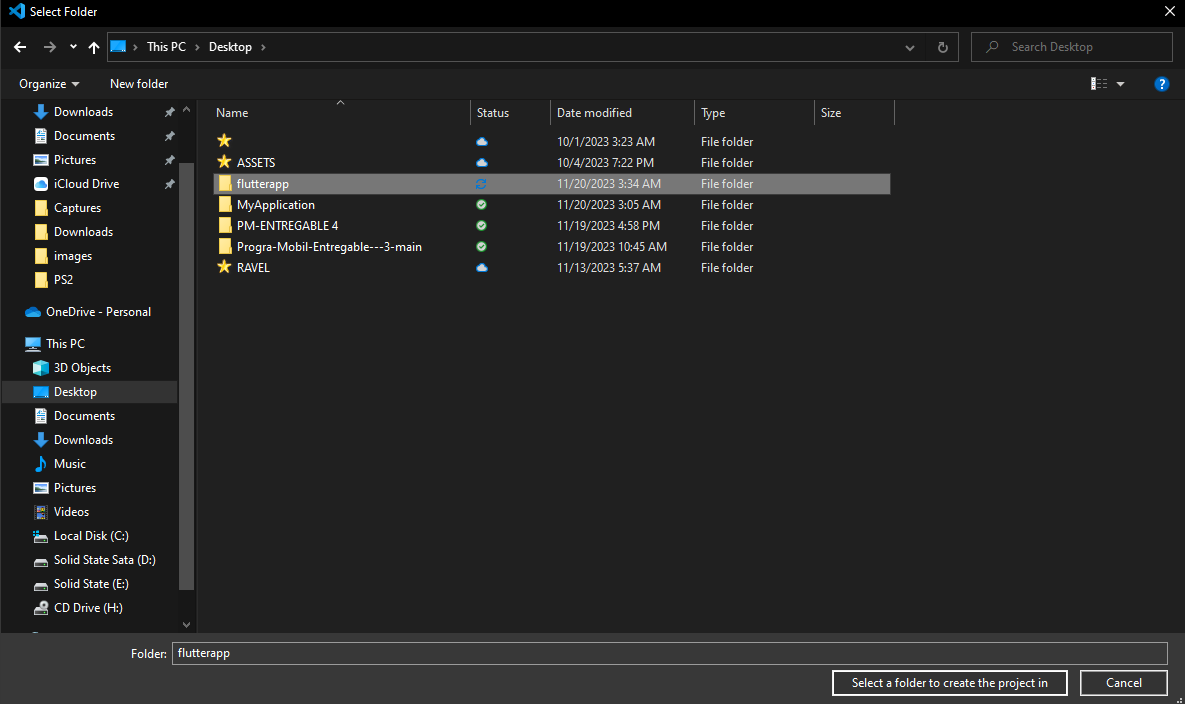 Select Folder
This PC > Desktop >
Search Desktop
Organize
New folder
?
Downloads
Documents
Pictures
iCloud Drive
Captures
Downloads
images
PS2
OneDrive - Personal
This PC
3D Objects
Desktop
Documents
Downloads
Music
Pictures
Videos
Local Disk (C:)
Solid State Sata (D:)
Solid State (E:)
CD Drive (H:)
Name Status Date modified Type Size
10/1/2023 3:23 AM File folder
ASSETS 10/4/2023 7:22 PM File folder
flutterapp 11/20/2023 3:34 AM File folder
MyApplication 11/20/2023 3:05 AM File folder
PM-ENTREGABLE 4 11/19/2023 4:58 PM File folder
Progra-Mobil-Entregable---3-main 11/19/2023 10:45 AM File folder
RAVEL 11/13/2023 5:37 AM File folder
Folder: flutterapp
Select a folder to create the project in
Cancel